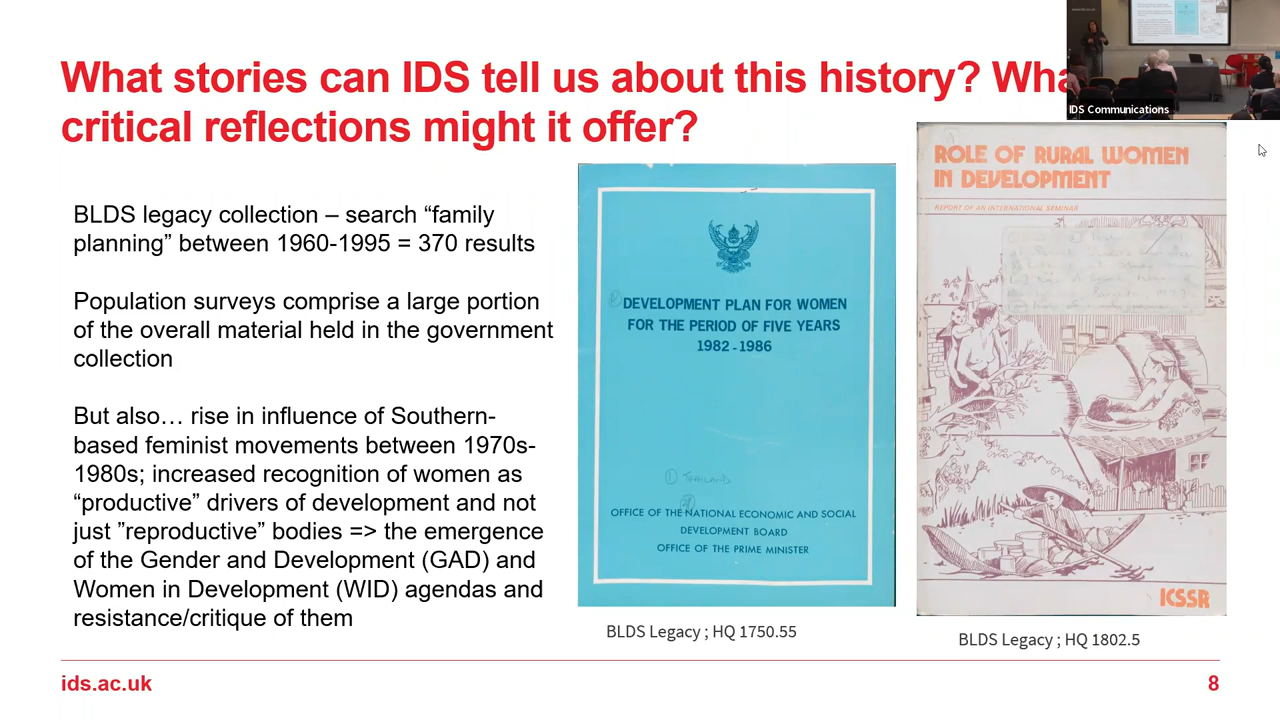 What stories can IDS tell us about this history? Wha
critical reflections might it offer?
IDS Communications
BLDS legacy collection – search “family
planning” between 1960-1995 = 370 results
Population surveys comprise a large portion
of the overall material held in the government
collection
But also… rise in influence of Southern-
based feminist movements between 1970s-
1980s; increased recognition of women as
“productive” drivers of development and not
just ”reproductive” bodies => the emergence
of the Gender and Development (GAD) and
Women in Development (WID) agendas and
resistance/critique of them
DEVELOPMENT PLAN FOR WOMEN
FOR THE PERIOD OF FIVE YEARS
1982 - 1986
THAILAND
OFFICE OF THE NATIONAL ECONOMIC AND SOCIAL
DEVELOPMENT BOARD
OFFICE OF THE PRIME MINISTER
BLDS Legacy ; HQ 1750.55
ROLE OF RURAL WOMEN
IN DEVELOPMENT
REPORT OF AN INTERNATIONAL SEMINAR
ICSSR
BLDS Legacy ; HQ 1802.5
ids.ac.uk
8